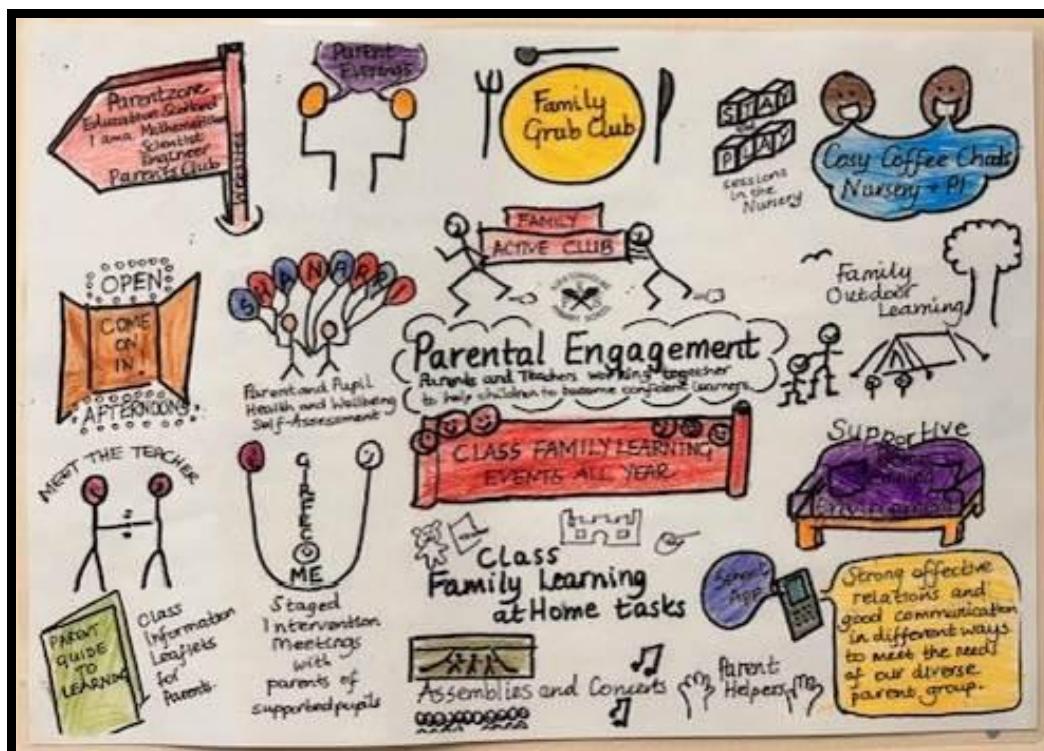 Parentzone
Education Scotland
I am a Mathematician
Scientist
Engineer
Parents Club
WEBSITES
Parent
Evenings
Family
Grub Club
STAY
and
PLAY
sessions
in the
Nursery
Cosy Coffee Chats
Nursery + P1
FAMILY
ACTIVE CLUB
PRIMARY SCHOOL
OPEN
COME
ON
IN!
AFTERNOONS
SHANARRI
Parent and Pupil
Health and Wellbeing
Self-Assessment
Parental Engagement
Parents and Teachers working together
to help children to become confident learners.
Family
Outdoor
Learning
CLASS FAMILY LEARNING
EVENTS ALL YEAR
Supportive
MEET THE TEACHER
ME
Staged
Intervention
Meetings
with
parents of
supported pupils
Class
Family Learning
at Home tasks
School
App
Strong effective
relations and
good communication
in different ways
to meet the needs
of our diverse
parent group.
PARENT
GUIDE
TO
LEARNING
Class
Information
Leaflets
for
Parents.
Assemblies and Concerts
Parent
Helpers